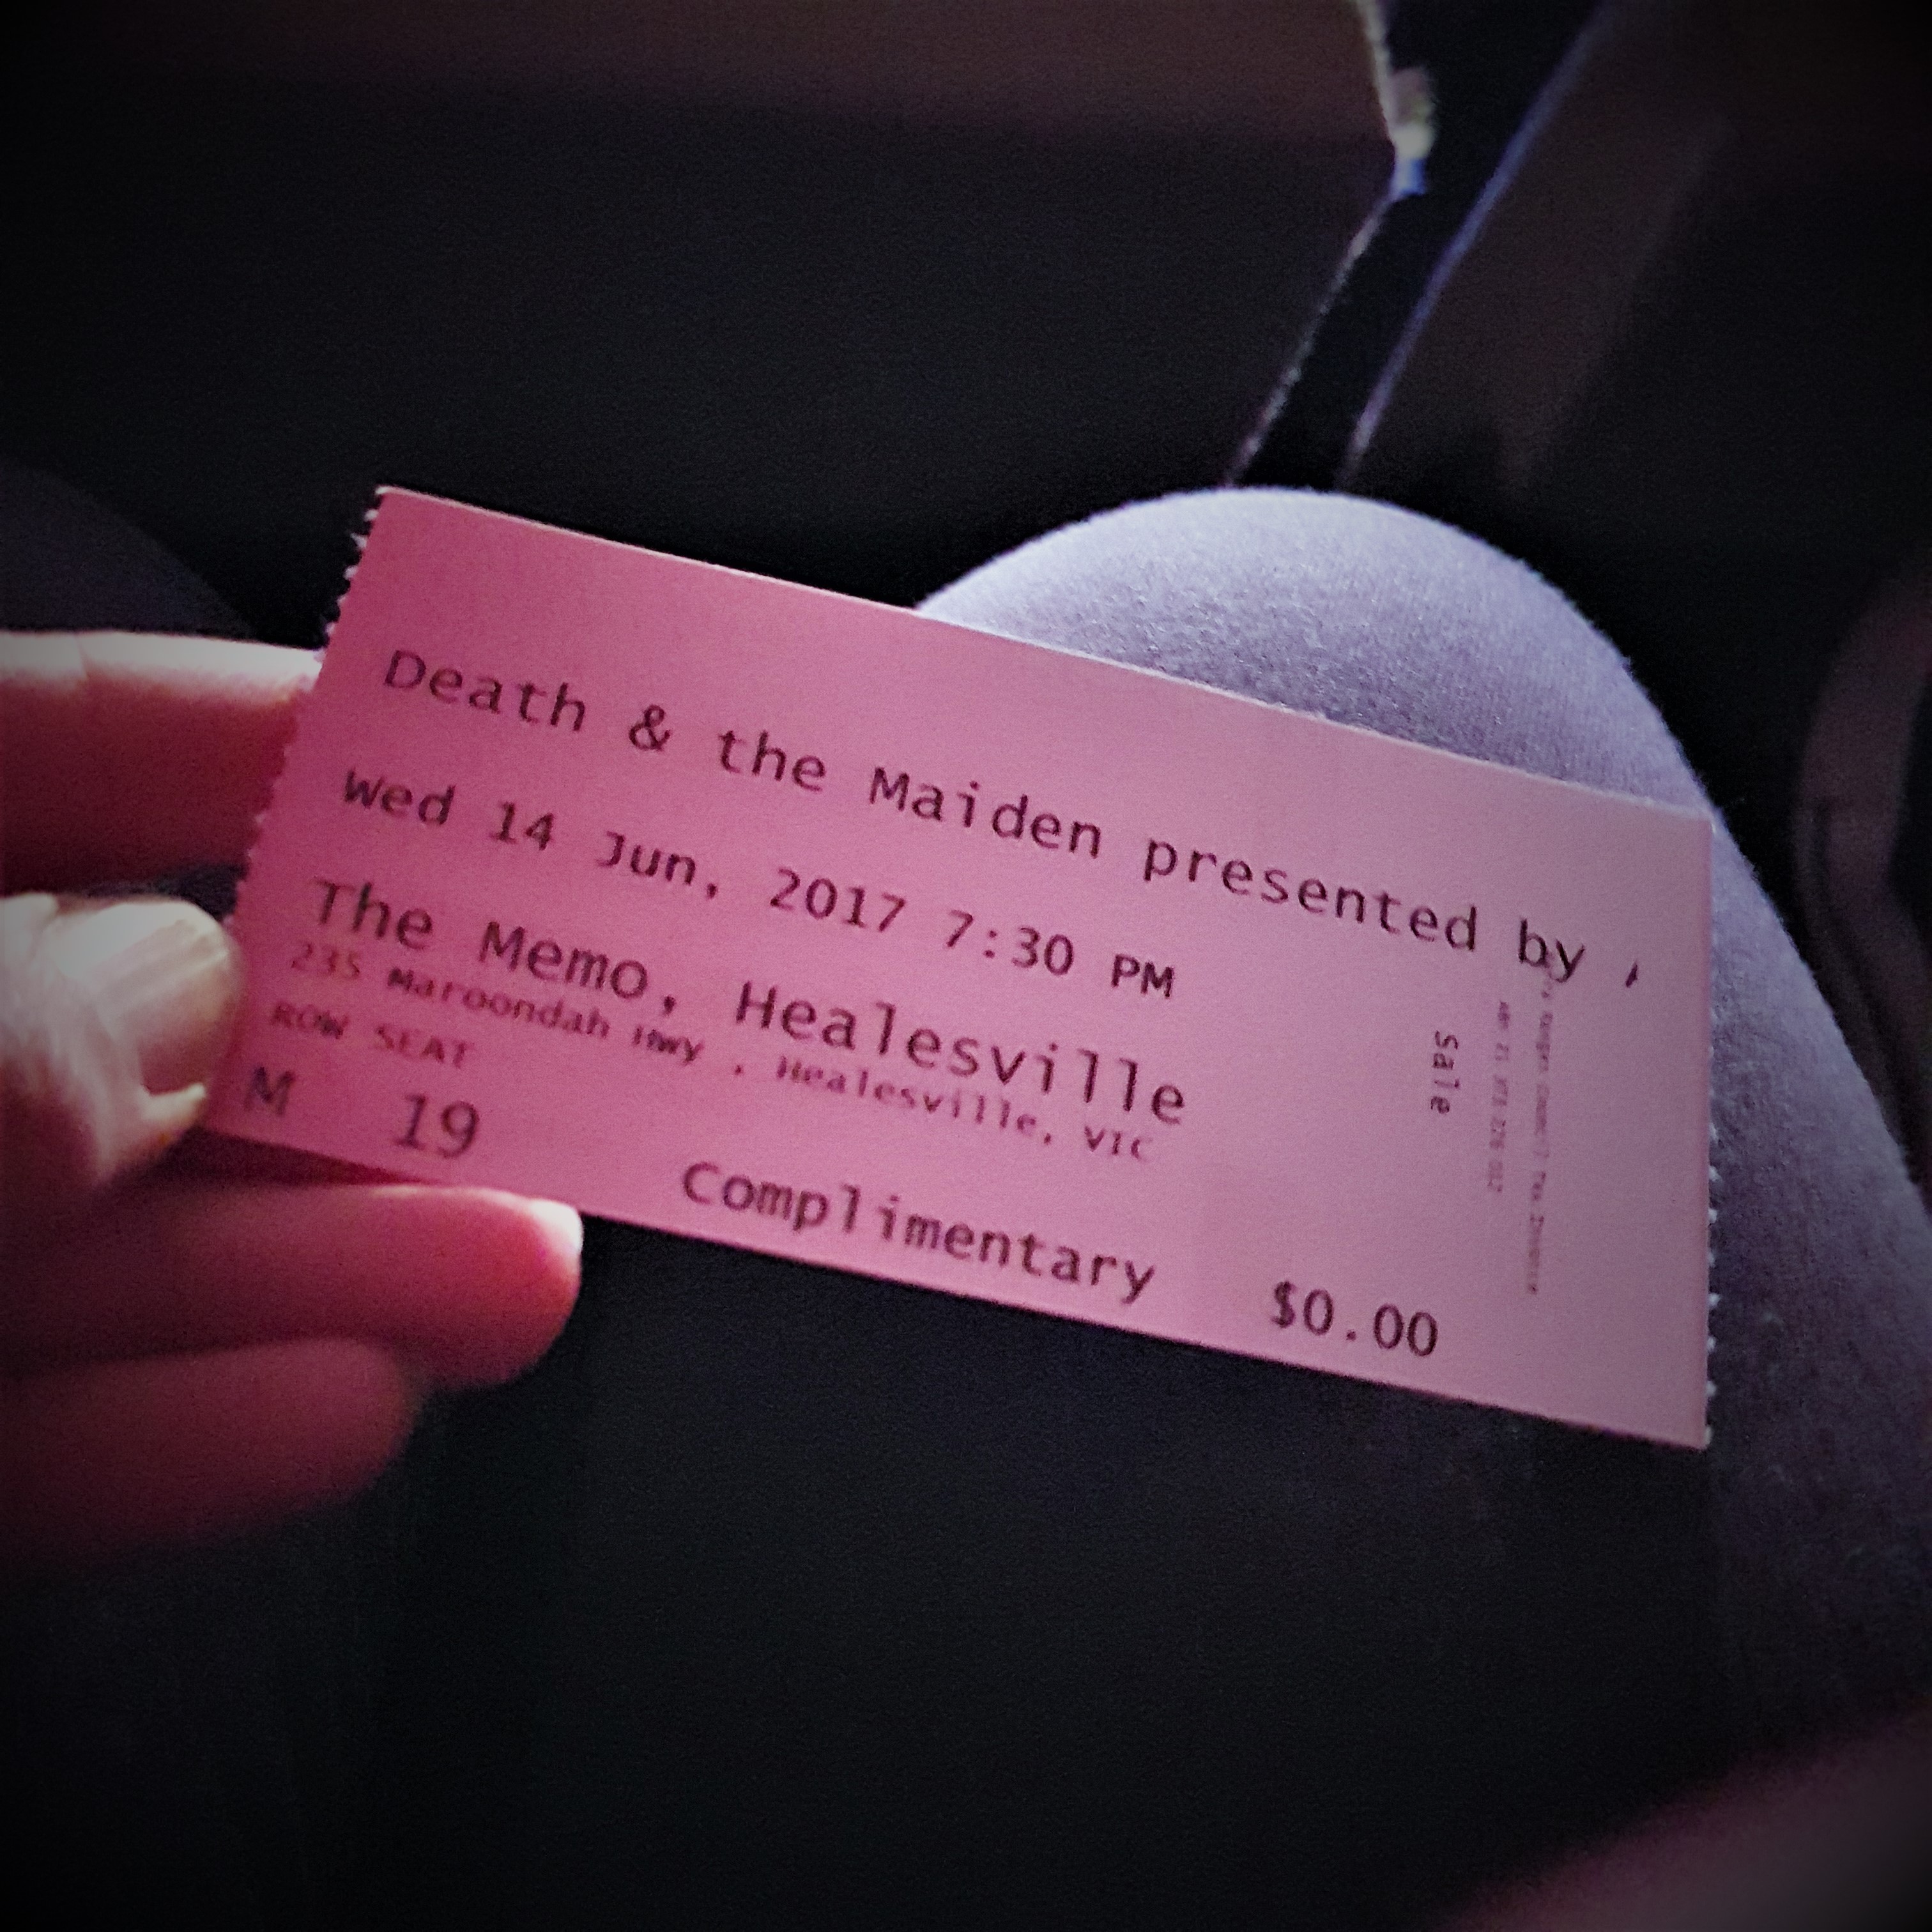 Death & the Maiden presented by
Wed 14 Jun, 2017 7:30 PM
The Memo, Healesville
235 Maroondah Hwy , Healesville, VIC
ROW SEAT
M 19
Complimentary $0.00
Sale